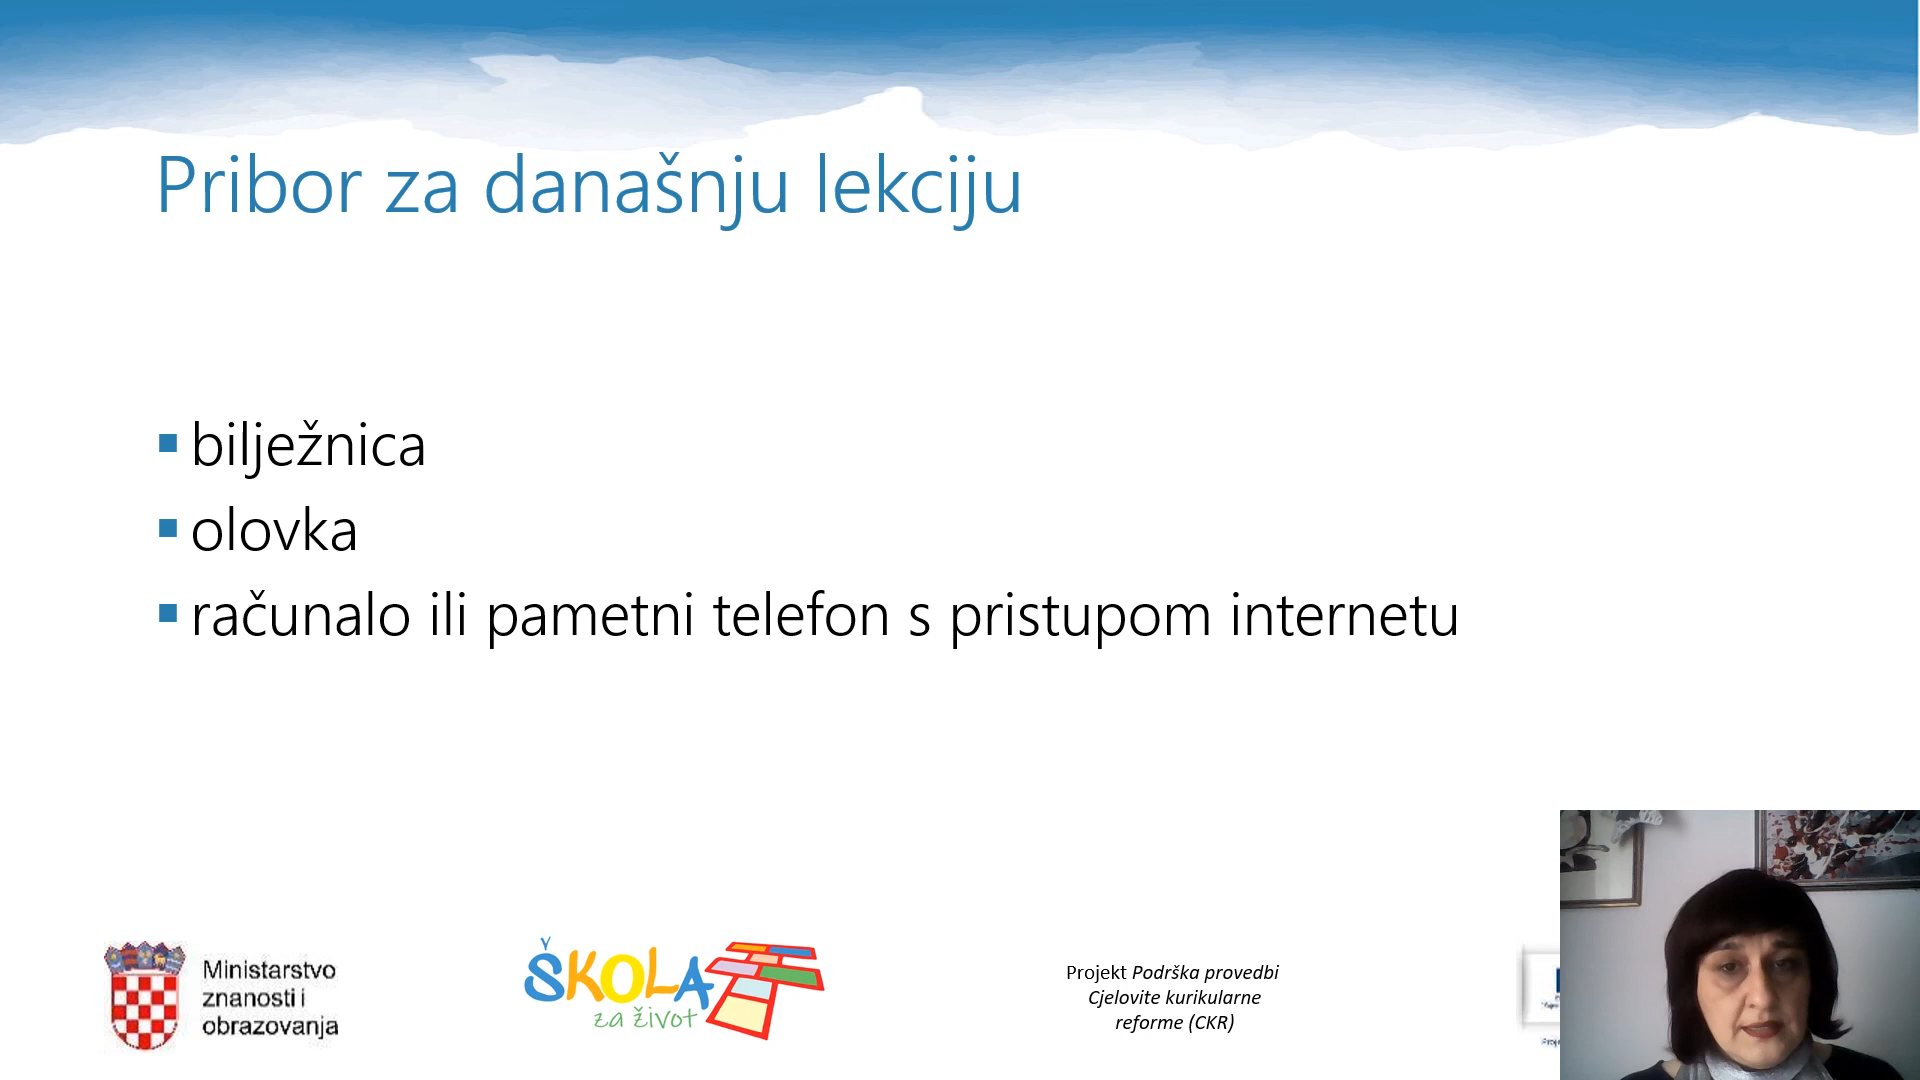 Pribor za današnju lekciju
bilježnica
olovka
računalo ili pametni telefon s pristupom internetu
Ministarstvo
znanosti i
obrazovanja
ŠKOLA
za život
Projekt Podrška provedbi
Cjelovite kurikularne
reforme (CKR)